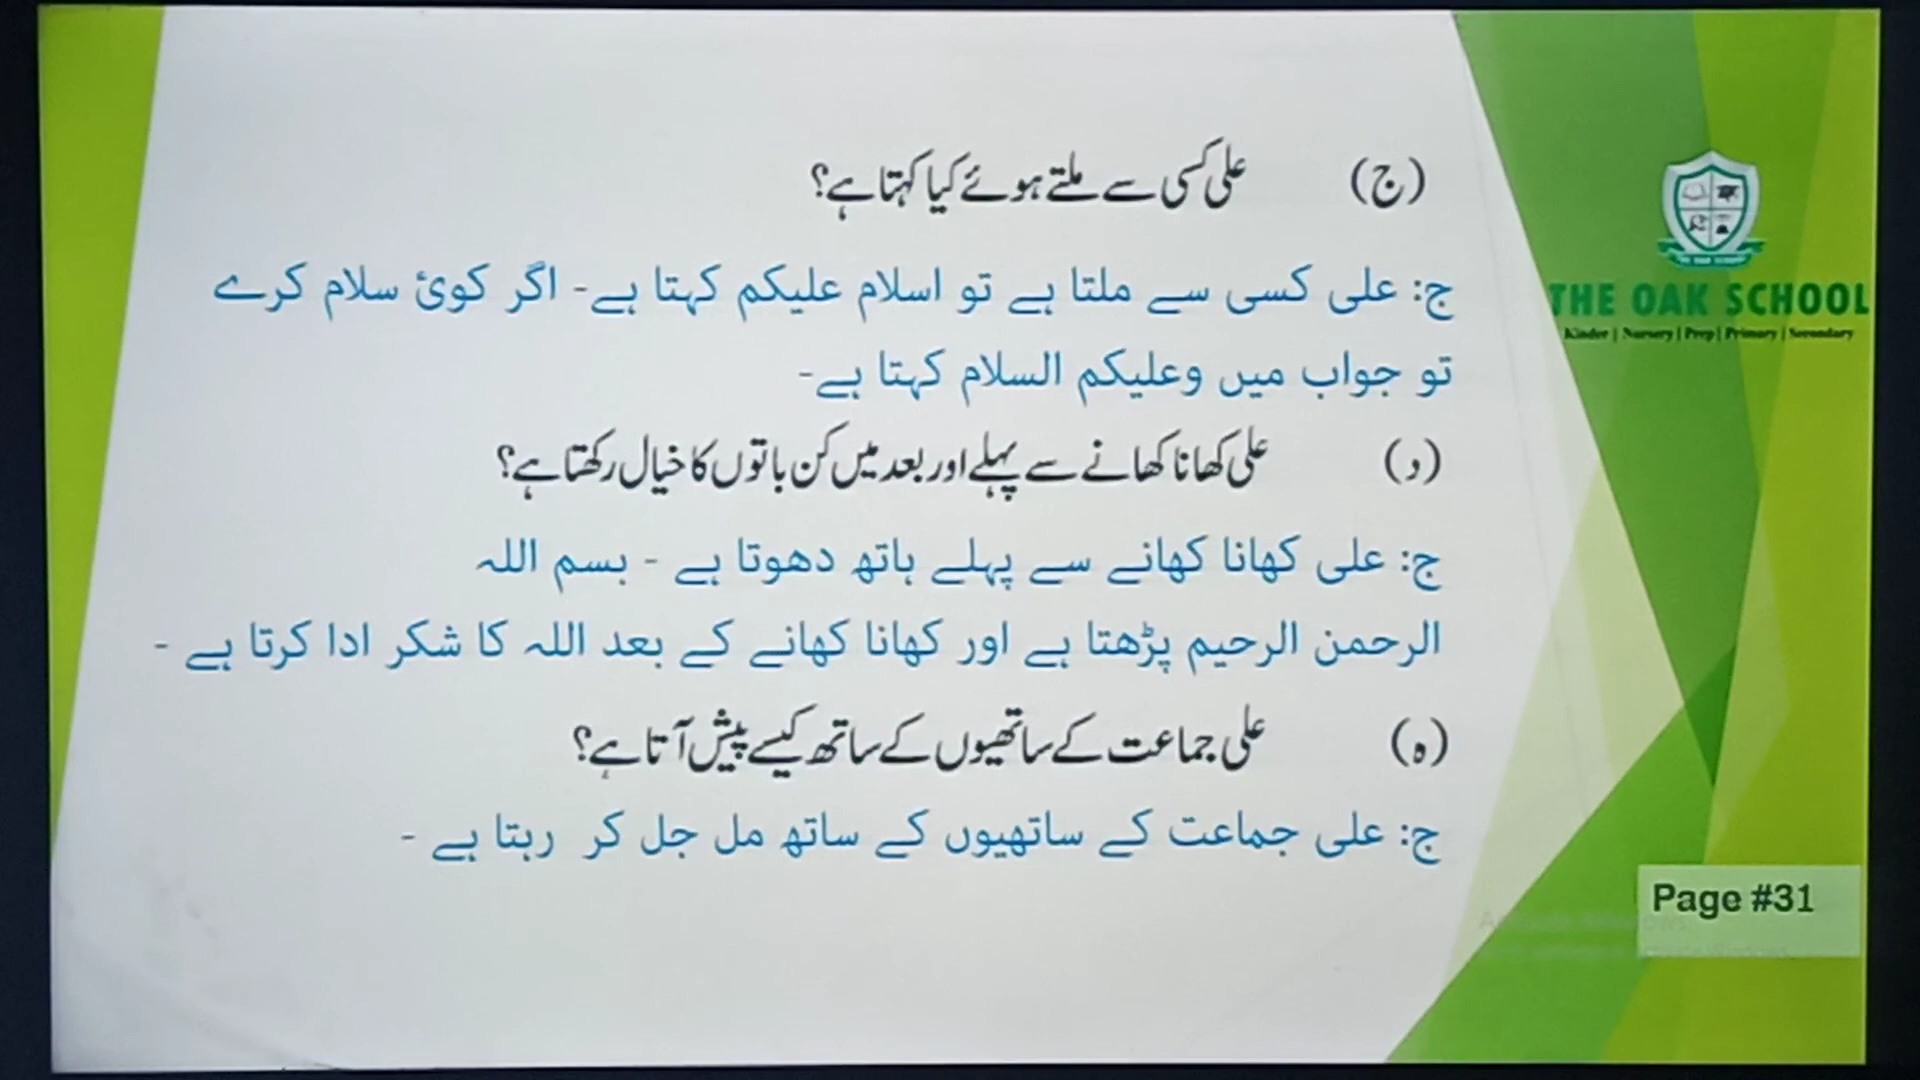 (ج) علی کسی سے ملتے ہوئے کیا کہتا ہے؟
ج: علی کسی سے ملتا ہے تو اسلام علیکم کہتا ہے- اگر کوئ سلام کرے
تو جواب میں وعلیکم السلام کہتا ہے-
(د) علی کھانا کھانے سے پہلے اور بعد میں کن باتوں کا خیال رکھتا ہے؟
ج: علی کھانا کھانے سے پہلے ہاتھ دھوتا ہے - بسم اللہ
الرحمن الرحیم پڑھتا ہے اور کھانا کھانے کے بعد اللہ کا شکر ادا کرتا ہے -
(ہ) علی جماعت کے ساتھیوں کے ساتھ کیسے پیش آتا ہے؟
ج: علی جماعت کے ساتھیوں کے ساتھ مل جل کر رہتا ہے -
THE OAK SCHOOL
Kinder | Nursery | Prep | Primary | Secondary
Page #31